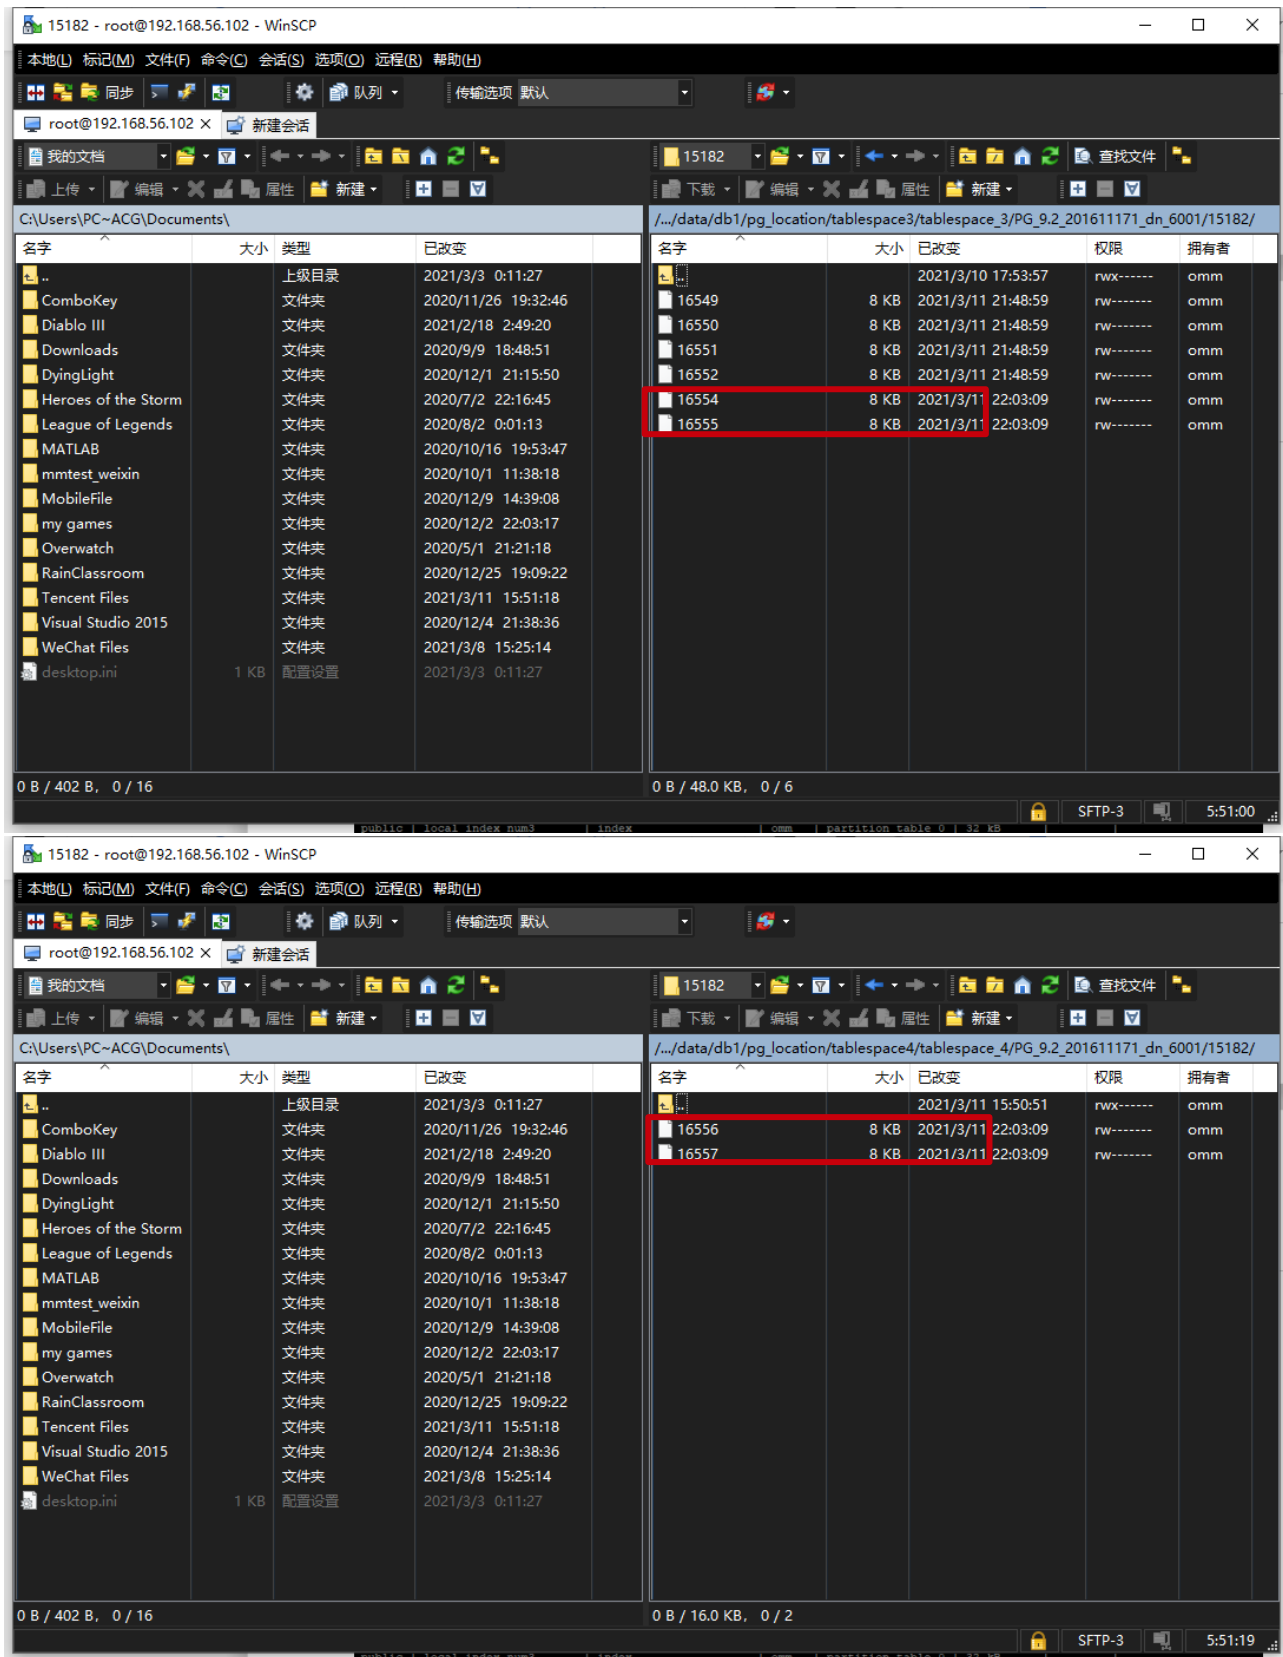 15182 - root@192.168.56.102 - WinSCP
本地(L) 标记(M) 文件(F) 命令(C) 会话(S) 选项(O) 远程(R) 帮助(H)
同步 队列 传输选项 默认
root@192.168.56.102 × 新建会话
我的文档 15182 查找文件
上传 编辑 属性 新建 下载 编辑 属性 新建
C:\Users\PC~ACG\Documents\ /.../data/db1/pg_location/tablespace3/tablespace_3/PG_9.2_201611171_dn_6001/15182/
名字 大小 类型 已改变 名字 大小 已改变 权限 拥有者
.. 上级目录 2021/3/3 0:11:27 .. 2021/3/10 17:53:57 rwx------ omm
ComboKey 文件夹 2020/11/26 19:32:46 16549 8 KB 2021/3/11 21:48:59 rw------- omm
Diablo III 文件夹 2021/2/18 2:49:20 16550 8 KB 2021/3/11 21:48:59 rw------- omm
Downloads 文件夹 2020/9/9 18:48:51 16551 8 KB 2021/3/11 21:48:59 rw------- omm
DyingLight 文件夹 2020/12/1 21:15:50 16552 8 KB 2021/3/11 21:48:59 rw------- omm
Heroes of the Storm 文件夹 2020/7/2 22:16:45 16554 8 KB 2021/3/11 22:03:09 rw------- omm
League of Legends 文件夹 2020/8/2 0:01:13 16555 8 KB 2021/3/11 22:03:09 rw------- omm
MATLAB 文件夹 2020/10/16 19:53:47
mmtest_weixin 文件夹 2020/10/1 11:38:18
MobileFile 文件夹 2020/12/9 14:39:08
my games 文件夹 2020/12/2 22:03:17
Overwatch 文件夹 2020/5/1 21:21:18
RainClassroom 文件夹 2020/12/25 19:09:22
Tencent Files 文件夹 2021/3/11 15:51:18
Visual Studio 2015 文件夹 2020/12/4 21:38:36
WeChat Files 文件夹 2021/3/8 15:25:14
desktop.ini 1 KB 配置设置 2021/3/3 0:11:27
0 B / 402 B, 0 / 16 0 B / 48.0 KB, 0 / 6
SFTP-3 5:51:00
public | local_index_num3 | index | omm | partition_table_0 | 32 kB | |
15182 - root@192.168.56.102 - WinSCP
本地(L) 标记(M) 文件(F) 命令(C) 会话(S) 选项(O) 远程(R) 帮助(H)
同步 队列 传输选项 默认
root@192.168.56.102 × 新建会话
我的文档 15182 查找文件
上传 编辑 属性 新建 下载 编辑 属性 新建
C:\Users\PC~ACG\Documents\ /.../data/db1/pg_location/tablespace4/tablespace_4/PG_9.2_201611171_dn_6001/15182/
名字 大小 类型 已改变 名字 大小 已改变 权限 拥有者
.. 上级目录 2021/3/3 0:11:27 .. 2021/3/11 15:50:51 rwx------ omm
ComboKey 文件夹 2020/11/26 19:32:46 16556 8 KB 2021/3/11 22:03:09 rw------- omm
Diablo III 文件夹 2021/2/18 2:49:20 16557 8 KB 2021/3/11 22:03:09 rw------- omm
Downloads 文件夹 2020/9/9 18:48:51
DyingLight 文件夹 2020/12/1 21:15:50
Heroes of the Storm 文件夹 2020/7/2 22:16:45
League of Legends 文件夹 2020/8/2 0:01:13
MATLAB 文件夹 2020/10/16 19:53:47
mmtest_weixin 文件夹 2020/10/1 11:38:18
MobileFile 文件夹 2020/12/9 14:39:08
my games 文件夹 2020/12/2 22:03:17
Overwatch 文件夹 2020/5/1 21:21:18
RainClassroom 文件夹 2020/12/25 19:09:22
Tencent Files 文件夹 2021/3/11 15:51:18
Visual Studio 2015 文件夹 2020/12/4 21:38:36
WeChat Files 文件夹 2021/3/8 15:25:14
desktop.ini 1 KB 配置设置 2021/3/3 0:11:27
0 B / 402 B, 0 / 16 0 B / 16.0 KB, 0 / 2
SFTP-3 5:51:19